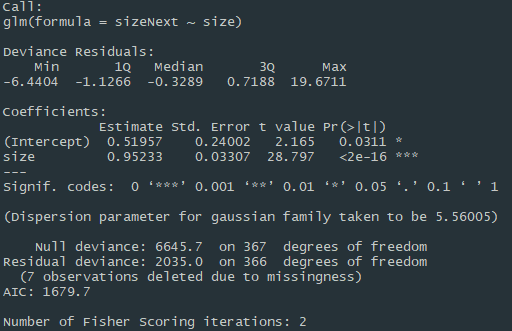 Call:
glm(formula = sizeNext ~ size)
Deviance Residuals:
Min 1Q Median 3Q Max
-6.4404 -1.1266 -0.3289 0.7188 19.6711
Coefficients:
Estimate Std. Error t value Pr(>|t|)
(Intercept) 0.51957 0.24002 2.165 0.0311 *
size 0.95233 0.03307 28.797 <2e-16 ***
---
Signif. codes: 0 ‘***’ 0.001 ‘**’ 0.01 ‘*’ 0.05 ‘.’ 0.1 ‘ ’ 1
(Dispersion parameter for gaussian family taken to be 5.56005)
Null deviance: 6645.7 on 367 degrees of freedom
Residual deviance: 2035.0 on 366 degrees of freedom
(7 observations deleted due to missingness)
AIC: 1679.7
Number of Fisher Scoring iterations: 2